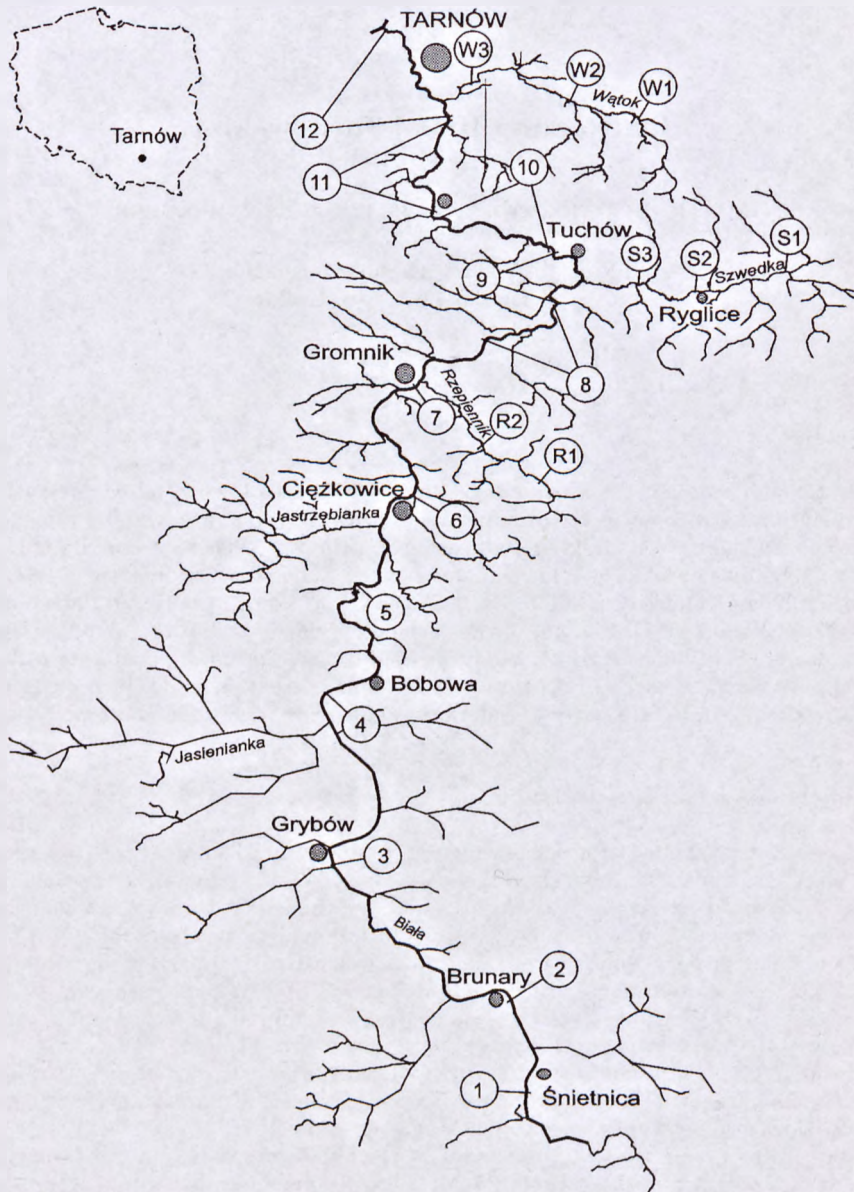 TARNÓW
W3
W2
W1
Wątok
Tarnów
12
11
10
Tuchów
S3
S2
S1
Szwedka
9
Ryglice
Gromnik
8
Rzepiennik
7
R2
R1
Ciężkowice
Jastrzębianka
6
5
Bobowa
4
Jasienianka
Grybów
3
Biała
Brunary
2
1
Śnietnica